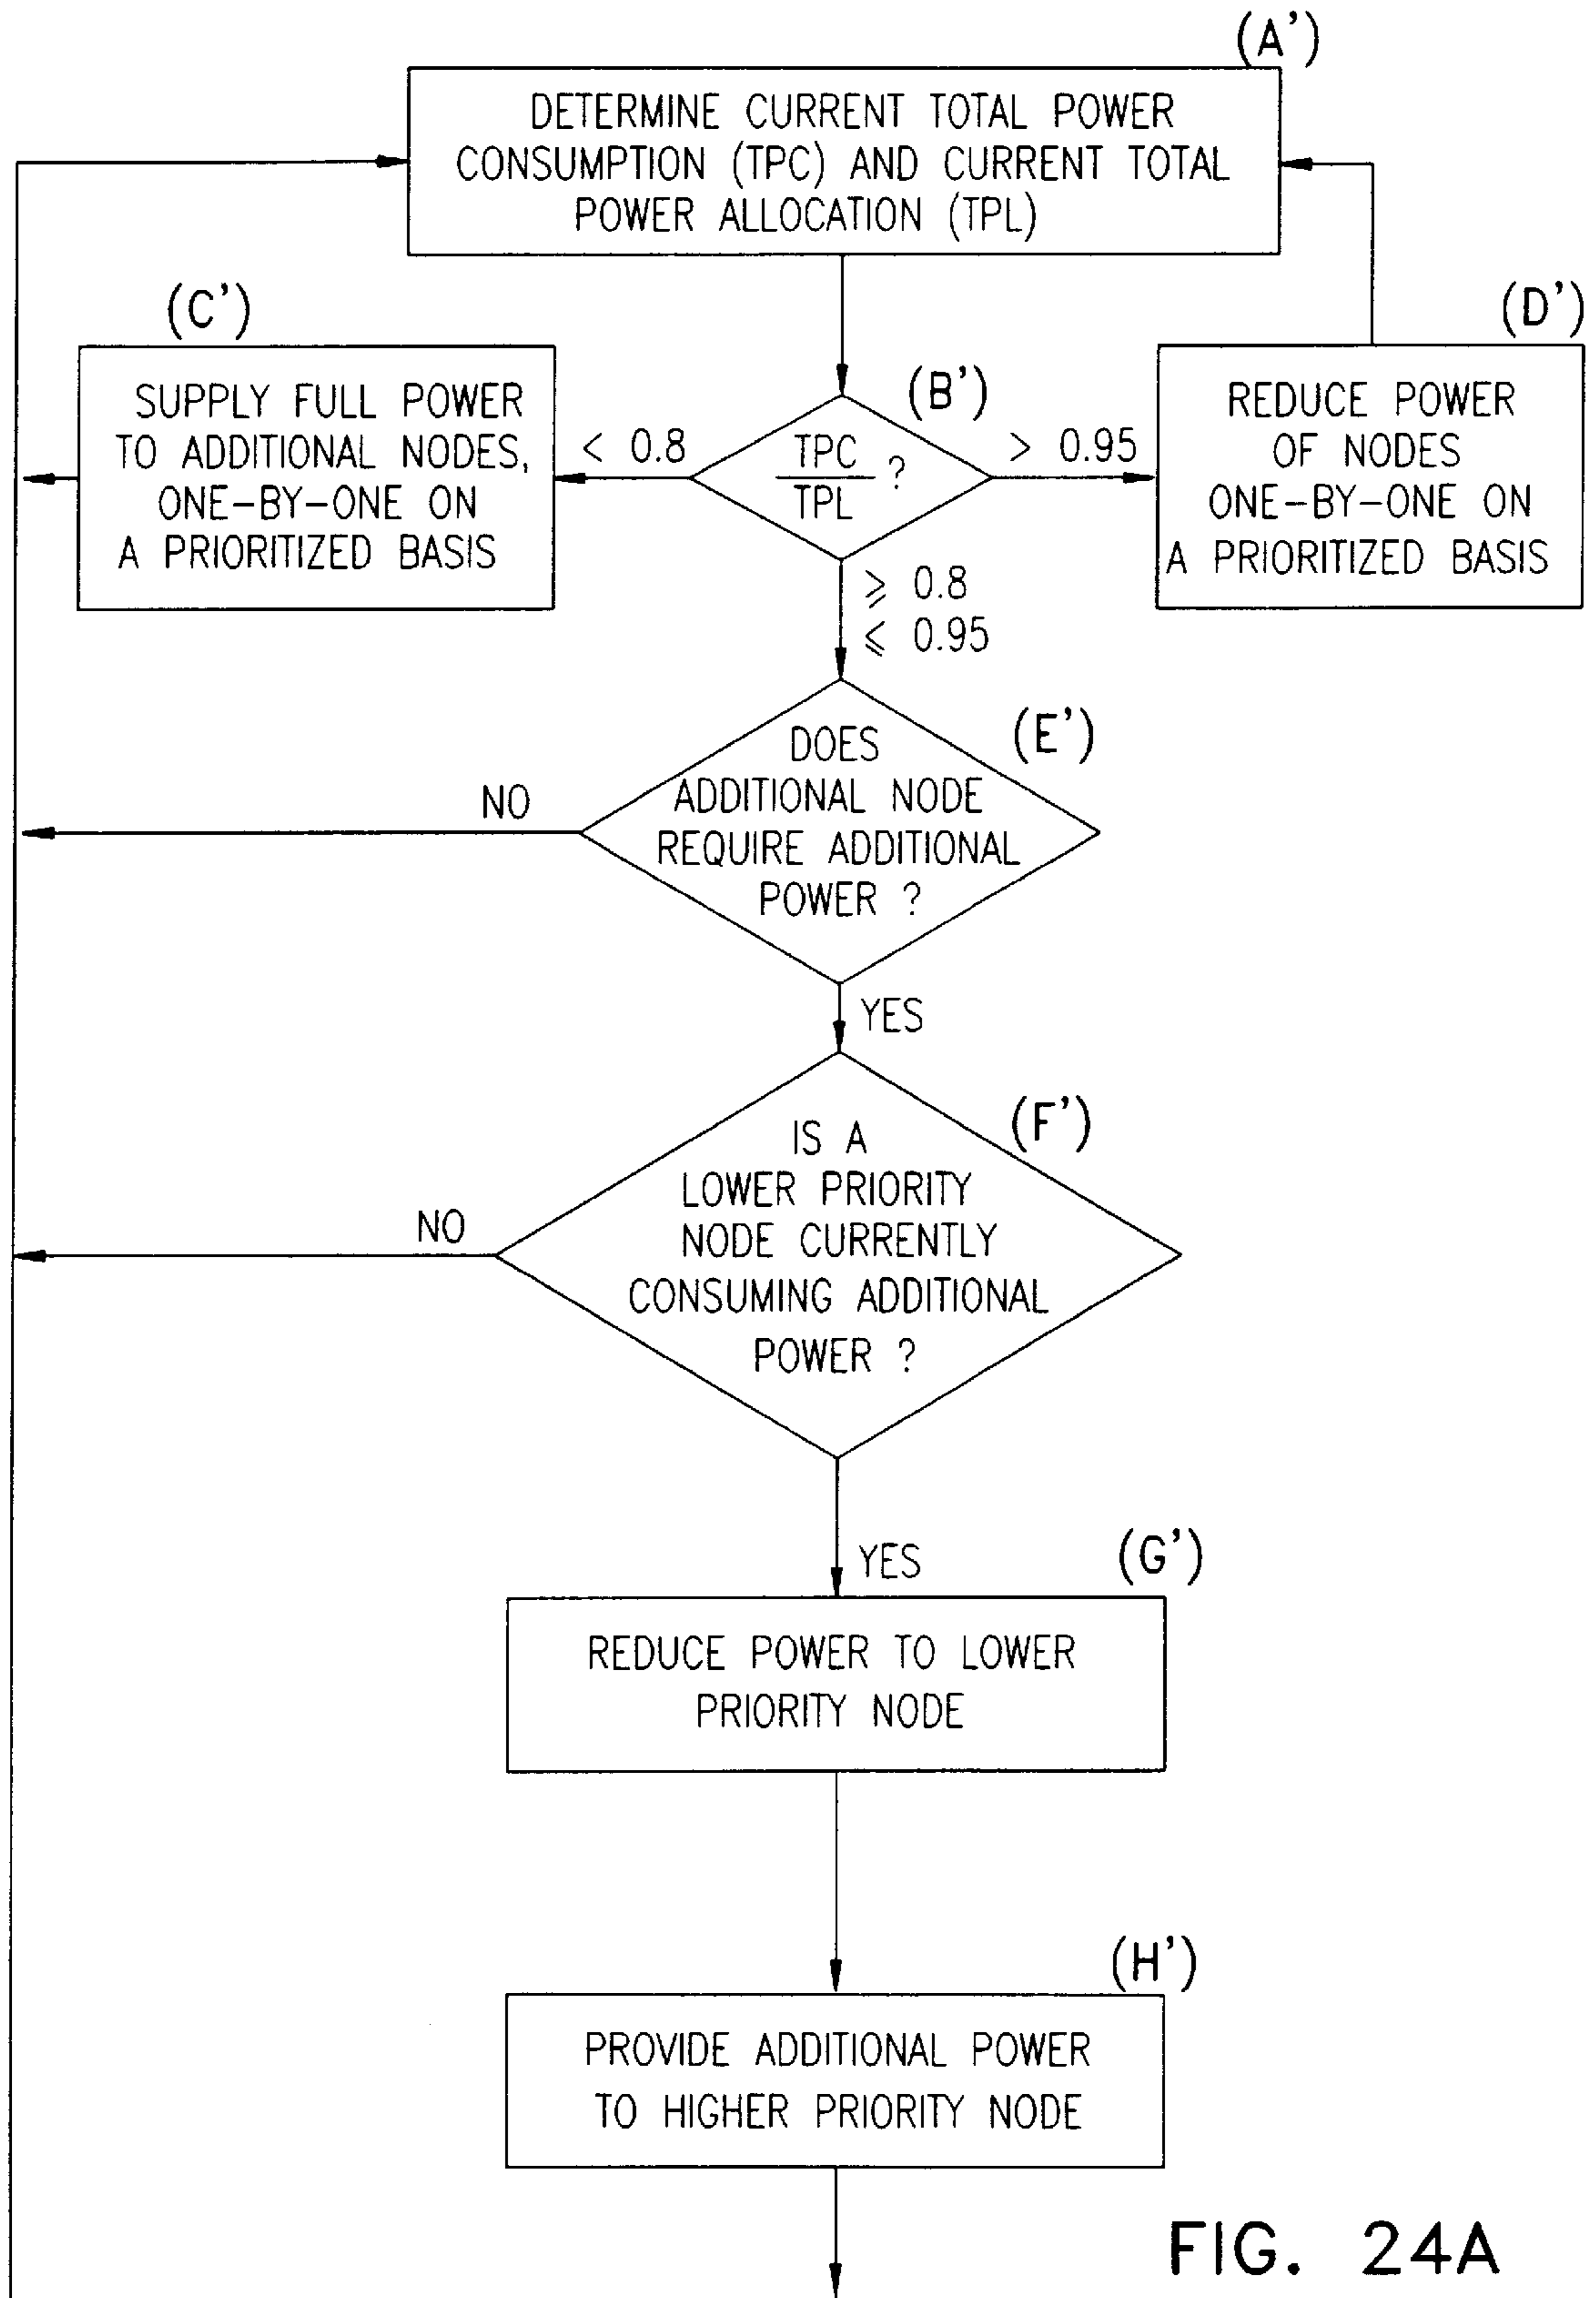 (A')
DETERMINE CURRENT TOTAL POWER
CONSUMPTION (TPC) AND CURRENT TOTAL
POWER ALLOCATION (TPL)
(C')
SUPPLY FULL POWER
TO ADDITIONAL NODES,
ONE-BY-ONE ON
A PRIORITIZED BASIS
< 0.8
(B')
TPC
TPL
?
> 0.95
(D')
REDUCE POWER
OF NODES
ONE-BY-ONE ON
A PRIORITIZED BASIS
⩾ 0.8
⩽ 0.95
(E')
DOES
ADDITIONAL NODE
REQUIRE ADDITIONAL
POWER ?
NO
YES
(F')
IS A
LOWER PRIORITY
NODE CURRENTLY
CONSUMING ADDITIONAL
POWER ?
NO
YES
(G')
REDUCE POWER TO LOWER
PRIORITY NODE
(H')
PROVIDE ADDITIONAL POWER
TO HIGHER PRIORITY NODE
FIG. 24A